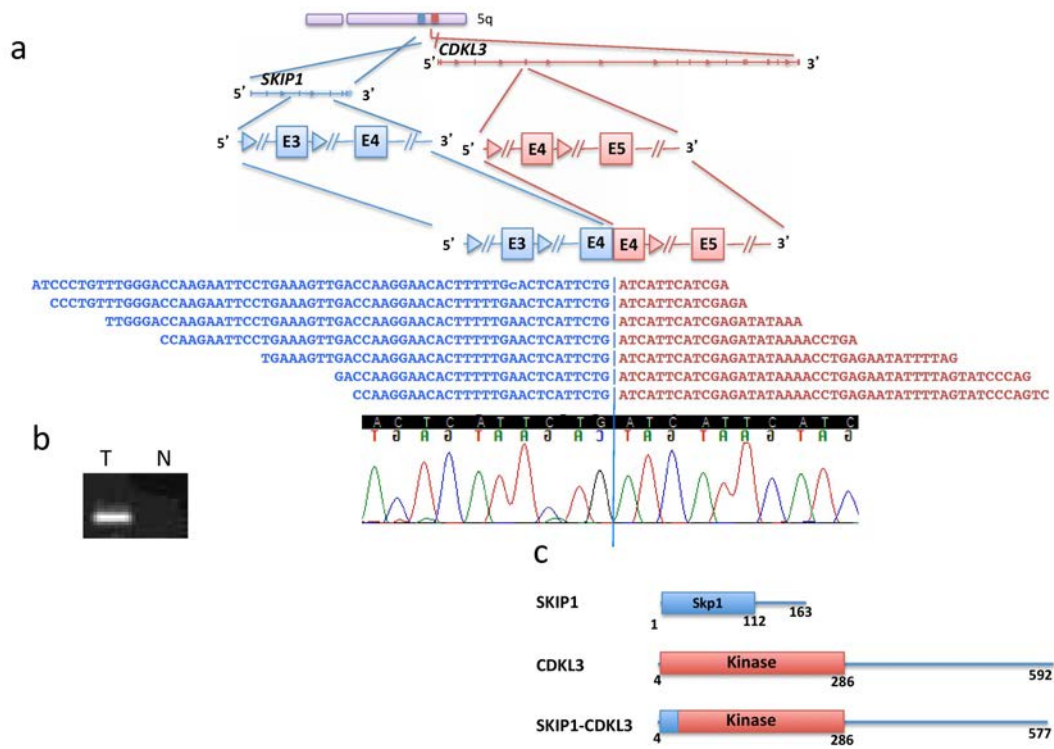 5q
a
CDKL3
5' 3'
SKIP1
5' 3'
5' E3 E4 3'
5' E4 E5 3'
5' E3 E4 E4 E5 3'
ATCCCTGTTTGGGACCAAGAATTCCTGAAAGTTGACCAAGGAACACTTTTTGcACTCATTCTG ATCATTCATCGA
CCCTGTTTGGGACCAAGAATTCCTGAAAGTTGACCAAGGAACACTTTTTGAACTCATTCTG ATCATTCATCGAGA
TTGGGACCAAGAATTCCTGAAAGTTGACCAAGGAACACTTTTTGAACTCATTCTG ATCATTCATCGAGATATAAA
CCAAGAATTCCTGAAAGTTGACCAAGGAACACTTTTTGAACTCATTCTG ATCATTCATCGAGATATAAAACCTGA
TGAAAGTTGACCAAGGAACACTTTTTGAACTCATTCTG ATCATTCATCGAGATATAAAACCTGAGAATATTTTAG
GACCAAGGAACACTTTTTGAACTCATTCTG ATCATTCATCGAGATATAAAACCTGAGAATATTTTAGTATCCCAG
CCAAGGAACACTTTTTGAACTCATTCTG ATCATTCATCGAGATATAAAACCTGAGAATATTTTAGTATCCCAGTC
b
T N
A C T C A T T C T G A T C A T T C A T C
c
SKIP1 Skp1
1 112 163
CDKL3 Kinase
4 286 592
SKIP1-CDKL3 Kinase
4 286 577